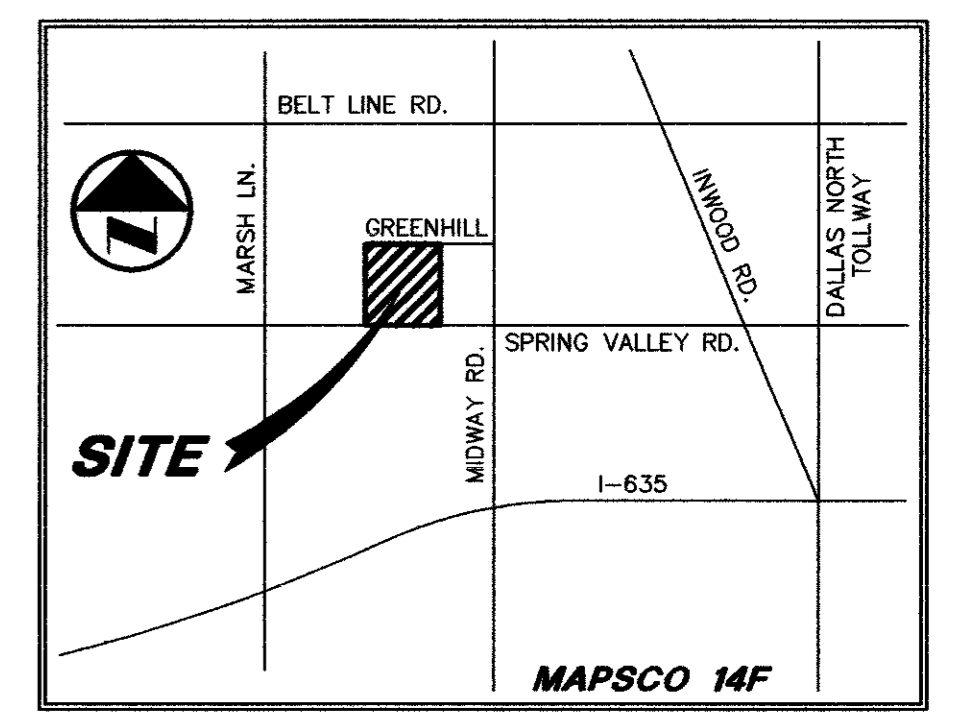 BELT LINE RD.
MARSH LN.
GREENHILL
INWOOD RD.
DALLAS NORTH
TOLLWAY
N
SPRING VALLEY RD.
MIDWAY RD.
SITE
I-635
MAPSCO 14F